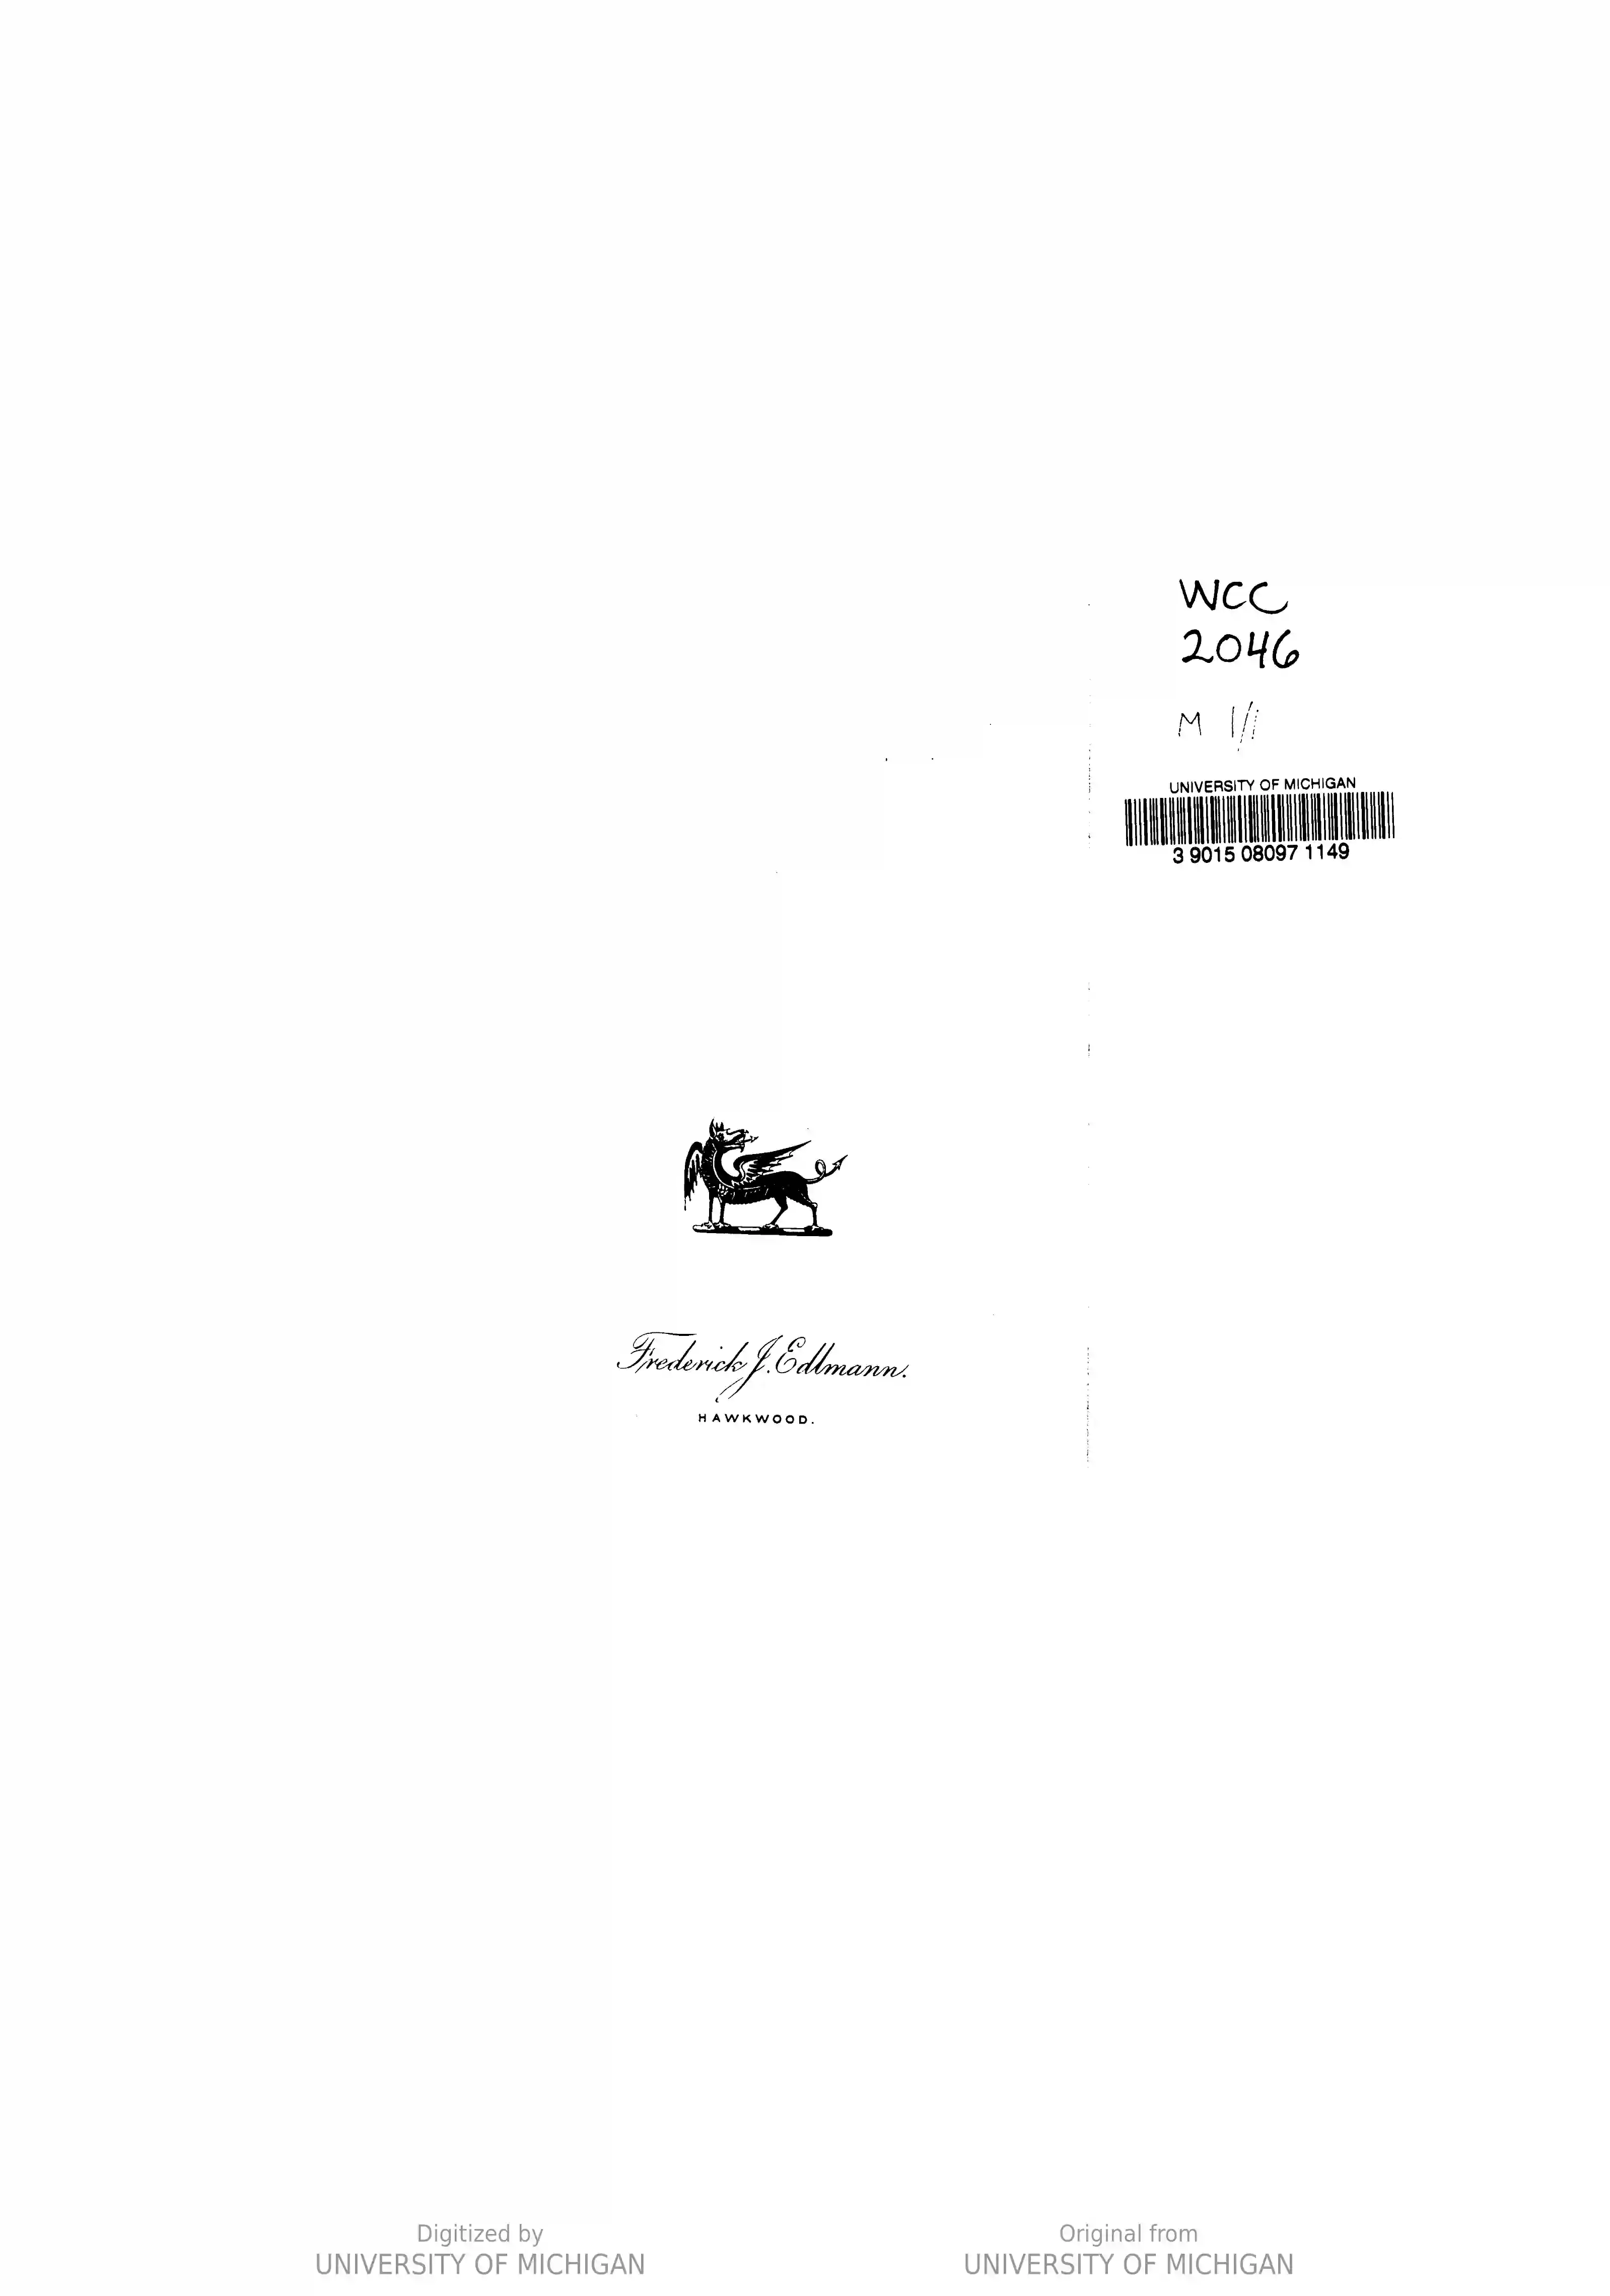 WCC
2046
M
UNIVERSITY OF MICHIGAN
3 9015 08097 1149
Frederick J. Edlmann.
HAWKWOOD.
Digitized by
UNIVERSITY OF MICHIGAN
Original from
UNIVERSITY OF MICHIGAN